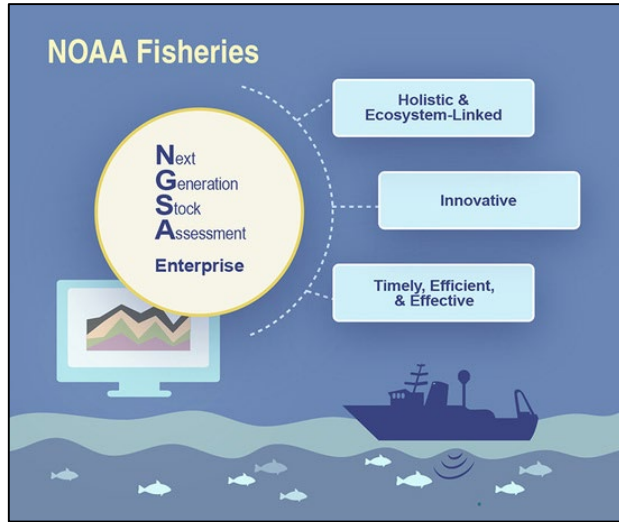 NOAA Fisheries
Next
Generation
Stock
Assessment
Enterprise
Holistic &
Ecosystem-Linked
Innovative
Timely, Efficient,
& Effective